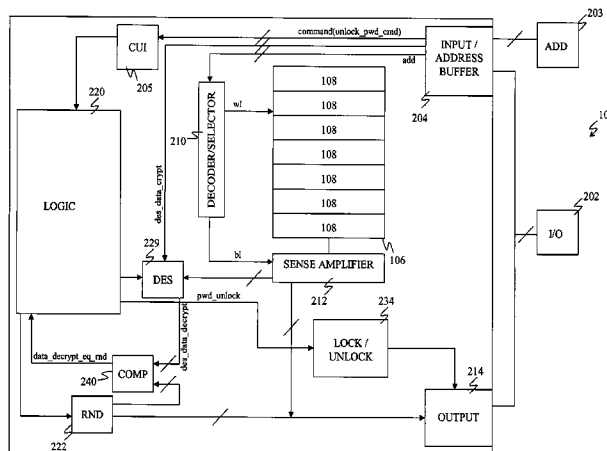 command(unlock_pwd_cmd)
203
CUI
INPUT /
ADDRESS
BUFFER
ADD
add
205
220
204
108
wl
108
210
DECODER/SELECTOR
108
10
108
des_data_crypt
LOGIC
108
202
108
229
108
I/O
bl
106
DES
SENSE AMPLIFIER
pwd_unlock
212
234
des_data_decrypt
LOCK /
UNLOCK
data_decrypt_eq_rnd
214
COMP
240
OUTPUT
RND
222